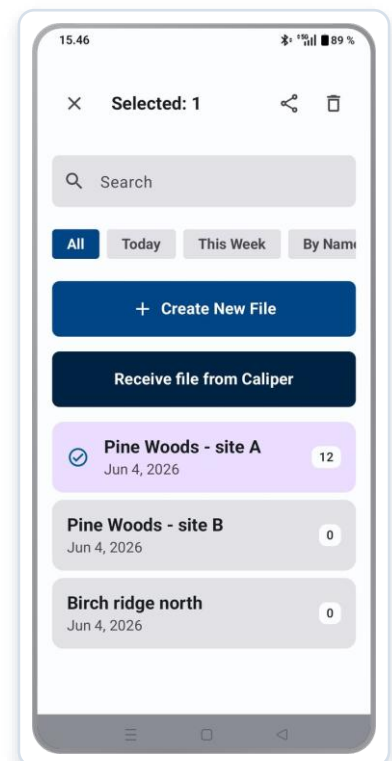 15.46 89 %
Selected: 1
Search
All Today This Week By Name
+ Create New File
Receive file from Caliper
Pine Woods - site A
12
Jun 4, 2026
Pine Woods - site B
0
Jun 4, 2026
Birch ridge north
0
Jun 4, 2026